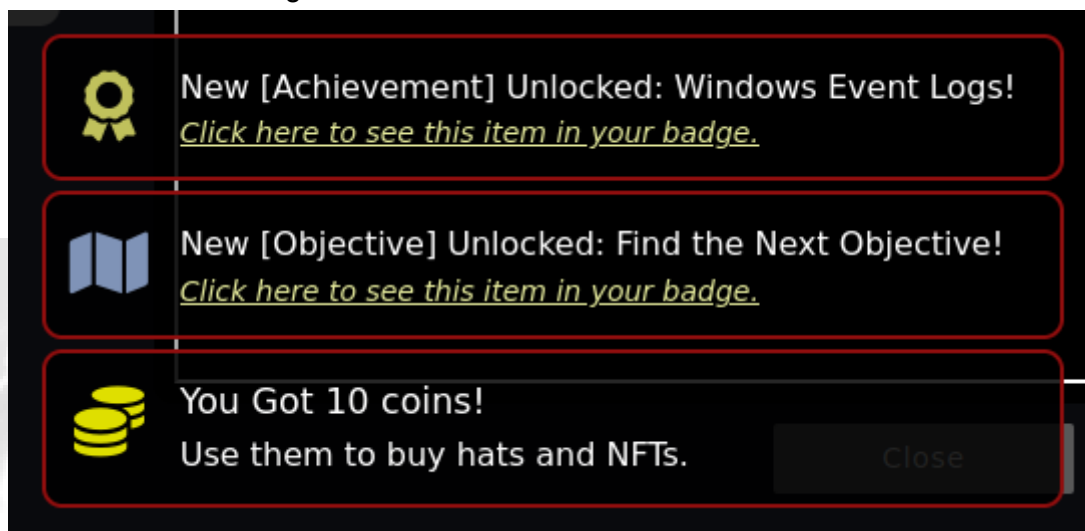 New [Achievement] Unlocked: Windows Event Logs!
Click here to see this item in your badge.
New [Objective] Unlocked: Find the Next Objective!
Click here to see this item in your badge.
You Got 10 coins!
Use them to buy hats and NFTs.
Close